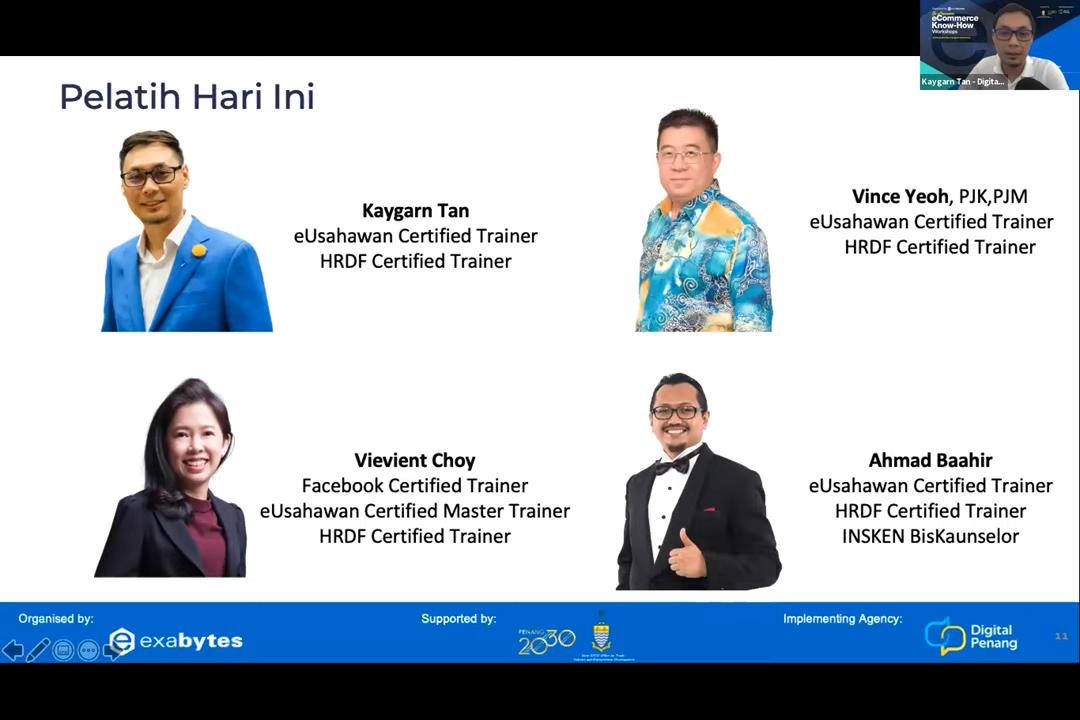 eCommerce
Know-How
Workshops
Kaygarn Tan - Digita...
Pelatih Hari Ini
Kaygarn Tan
eUsahawan Certified Trainer
HRDF Certified Trainer
Vince Yeoh, PJK,PJM
eUsahawan Certified Trainer
HRDF Certified Trainer
Vievient Choy
Facebook Certified Trainer
eUsahawan Certified Master Trainer
HRDF Certified Trainer
Ahmad Baahir
eUsahawan Certified Trainer
HRDF Certified Trainer
INSKEN BisKaunselor
Organised by:
exabytes
Supported by:
PENANG
2030
Implementing Agency:
Digital
Penang
11